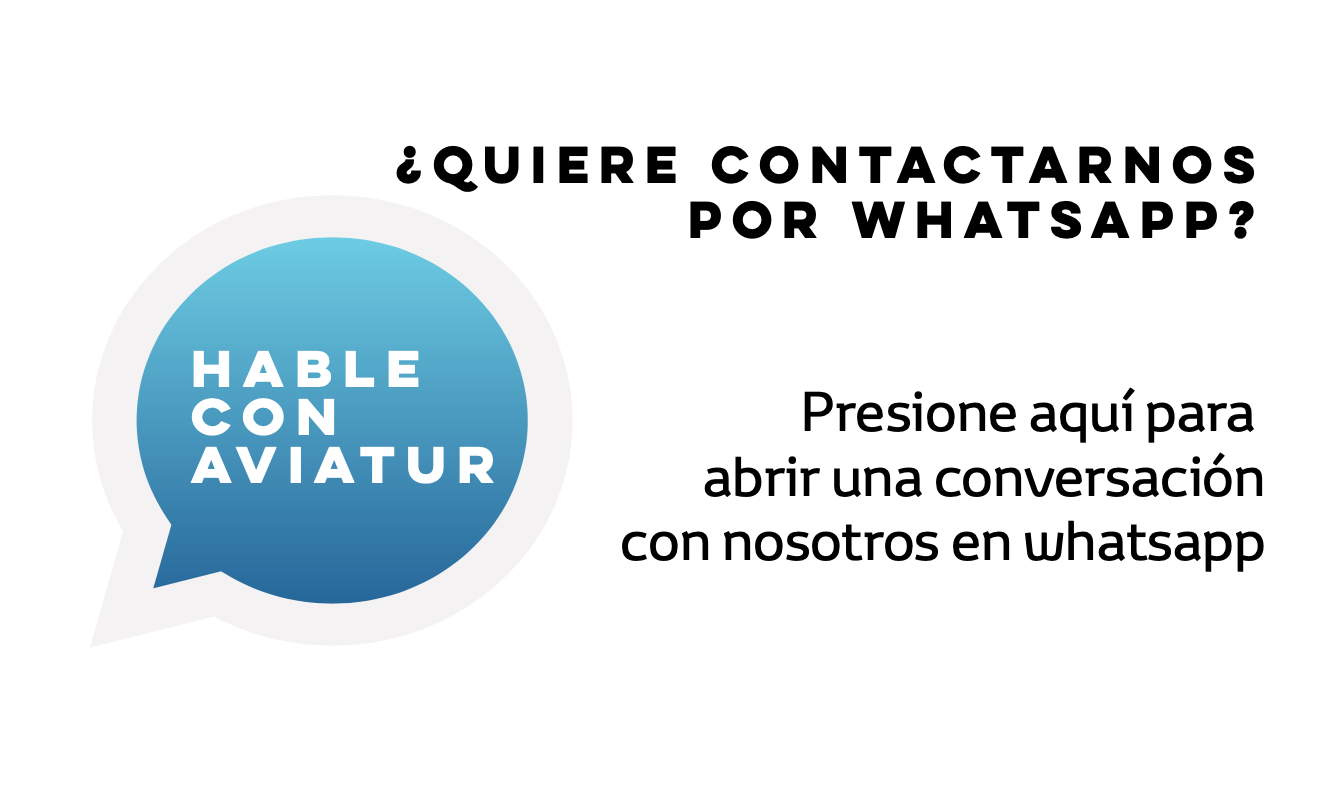 ¿QUIERE CONTACTARNOS
POR WHATSAPP?
HABLE
CON
AVIATUR
Presione aquí para
abrir una conversación
con nosotros en whatsapp